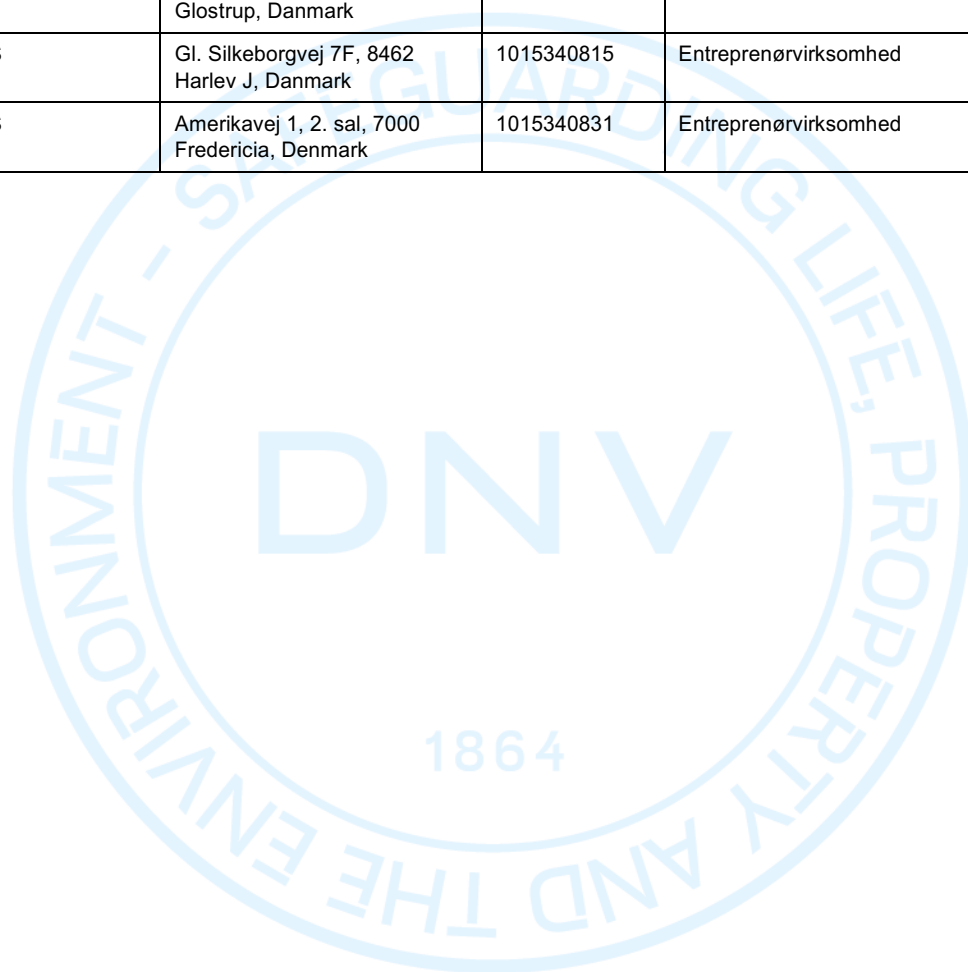 Glostrup, Danmark
Gl. Silkeborgvej 7F, 8462 1015340815 Entreprenørvirksomhed
Harlev J, Danmark
Amerikavej 1, 2. sal, 7000 1015340831 Entreprenørvirksomhed
Fredericia, Denmark
SAFEGUARDING LIFE, PROPERTY AND THE ENVIRONMENT -
DNV
1864